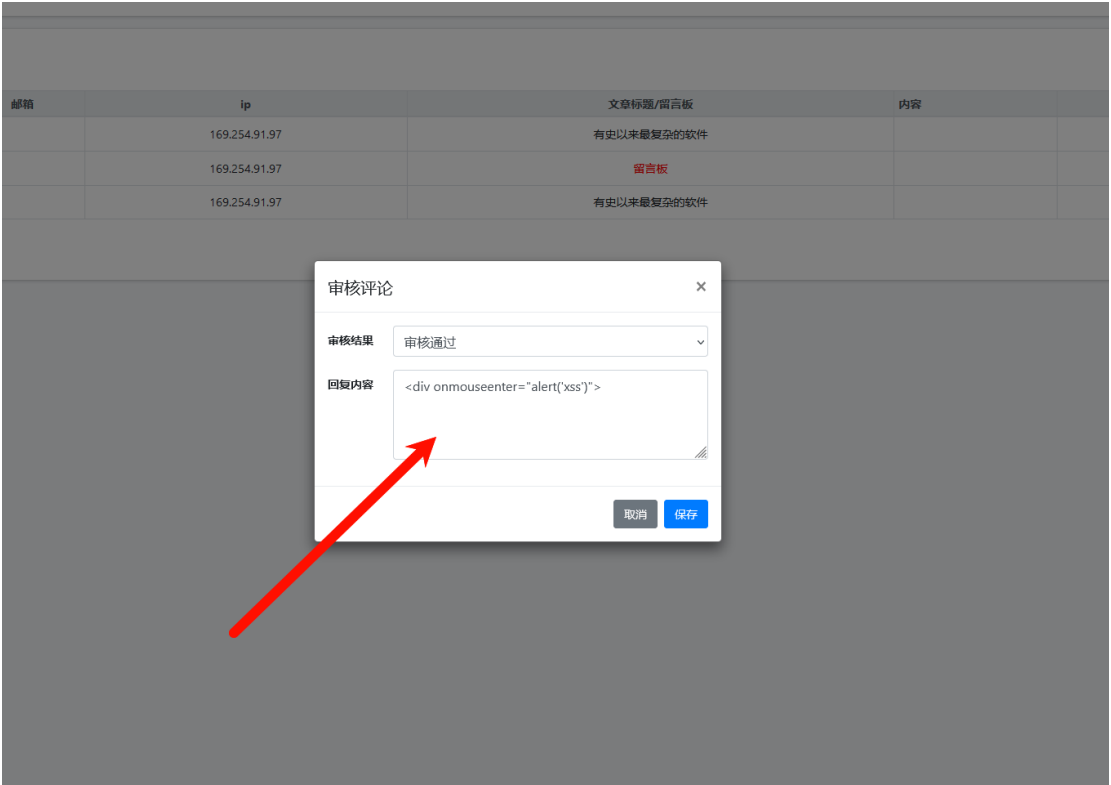 邮箱 ip 文章标题/留言板 内容
169.254.91.97 有史以来最复杂的软件
169.254.91.97 留言板
169.254.91.97 有史以来最复杂的软件
审核评论 ×
审核结果 审核通过
回复内容 <div onmouseenter="alert('xss')">
取消 保存